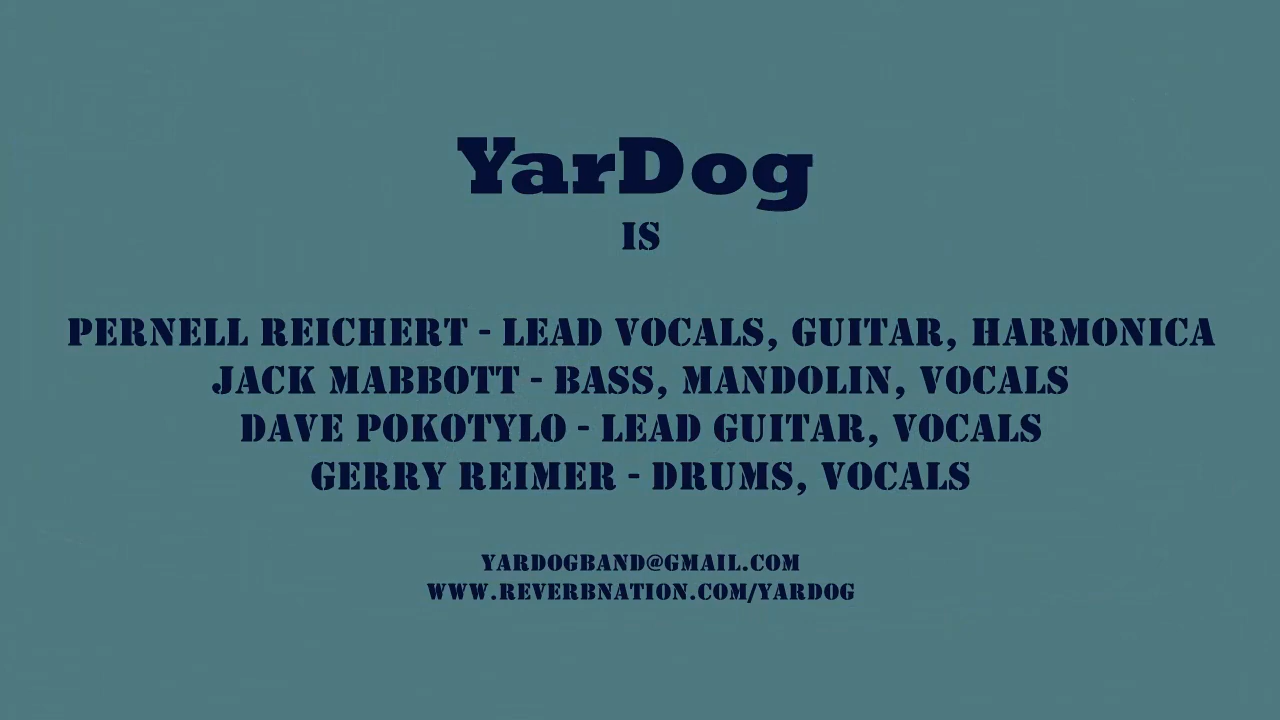 YarDog
IS
PERNELL REICHERT - LEAD VOCALS, GUITAR, HARMONICA
JACK MABBOTT - BASS, MANDOLIN, VOCALS
DAVE POKOTYLO - LEAD GUITAR, VOCALS
GERRY REIMER - DRUMS, VOCALS
YARDOGBAND@GMAIL.COM
WWW.REVERBNATION.COM/YARDOG